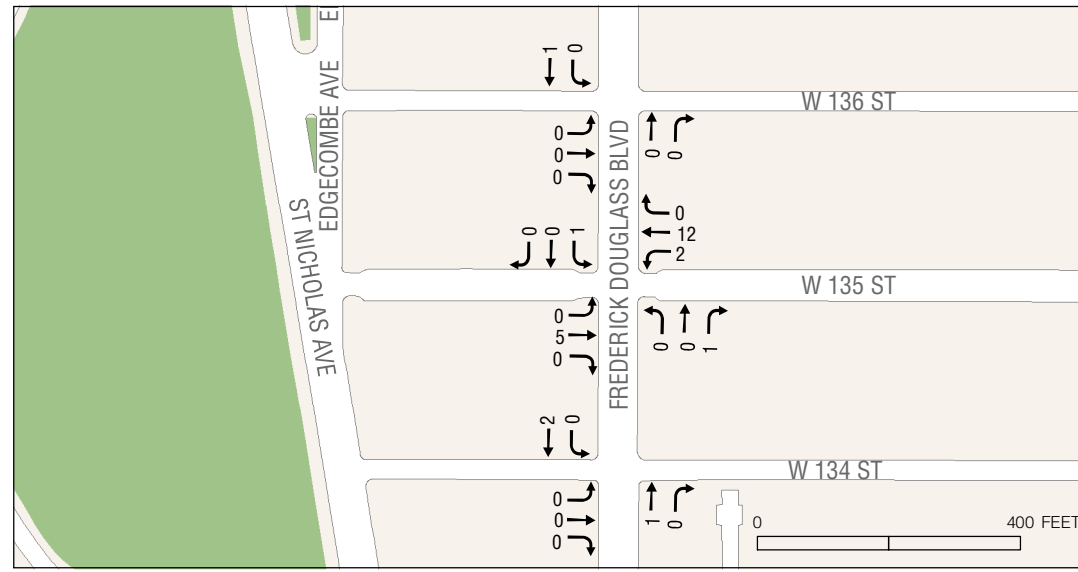 E
1 0
W 136 ST
EDGECOMBE AVE
0
0
0
0 0
FREDERICK DOUGLASS BLVD
ST NICHOLAS AVE
0 0 1
0
12
2
W 135 ST
0
5
0
0 0 1
2 0
W 134 ST
0
0
0
1 0
0 400 FEET